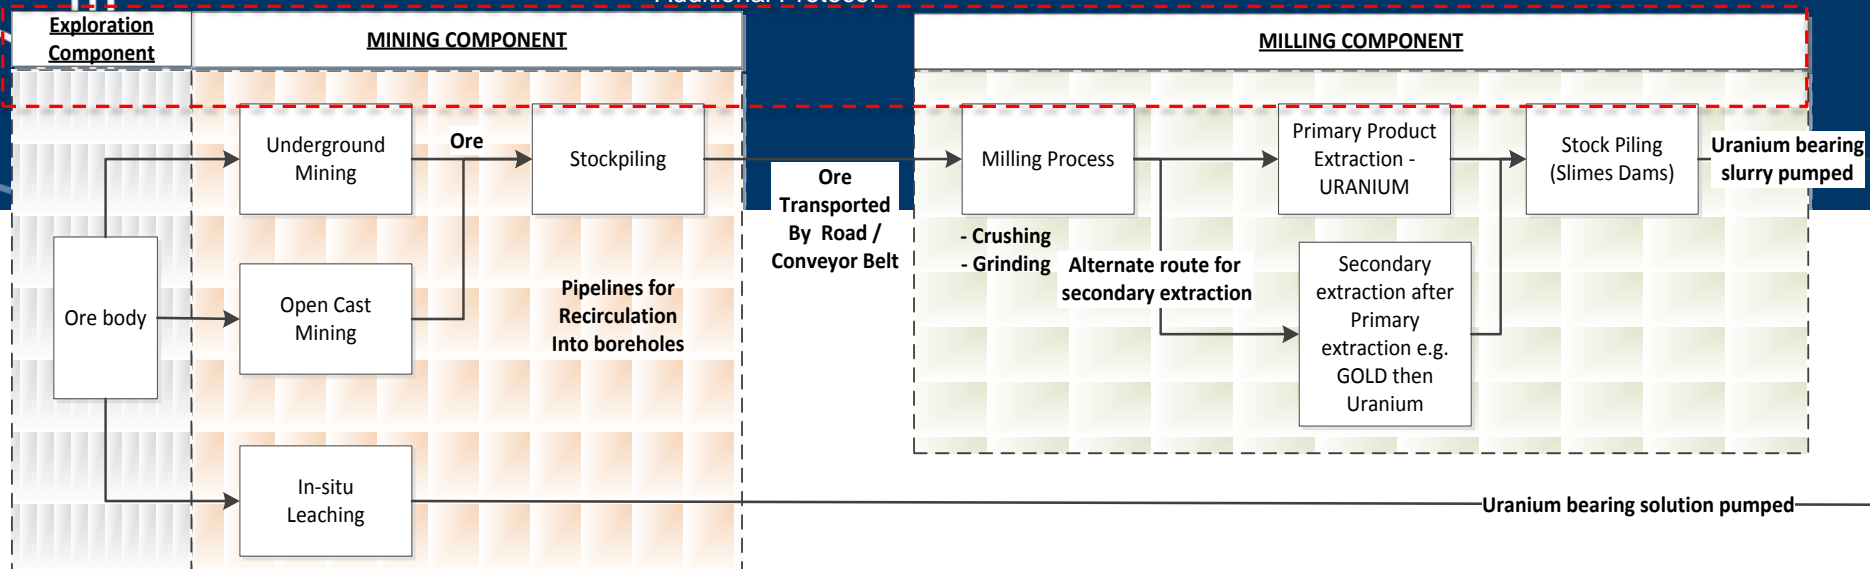 Additional Protocol
Exploration
Component
MINING COMPONENT
MILLING COMPONENT
Underground
Mining
Ore
Stockpiling
Ore
Transported
By Road /
Conveyor Belt
Milling Process
- Crushing
- Grinding
Primary Product
Extraction -
URANIUM
Stock Piling
(Slimes Dams)
Uranium bearing
slurry pumped
Ore body
Open Cast
Mining
Pipelines for
Recirculation
Into boreholes
Alternate route for
secondary extraction
Secondary
extraction after
Primary
extraction e.g.
GOLD then
Uranium
In-situ
Leaching
Uranium bearing solution pumped